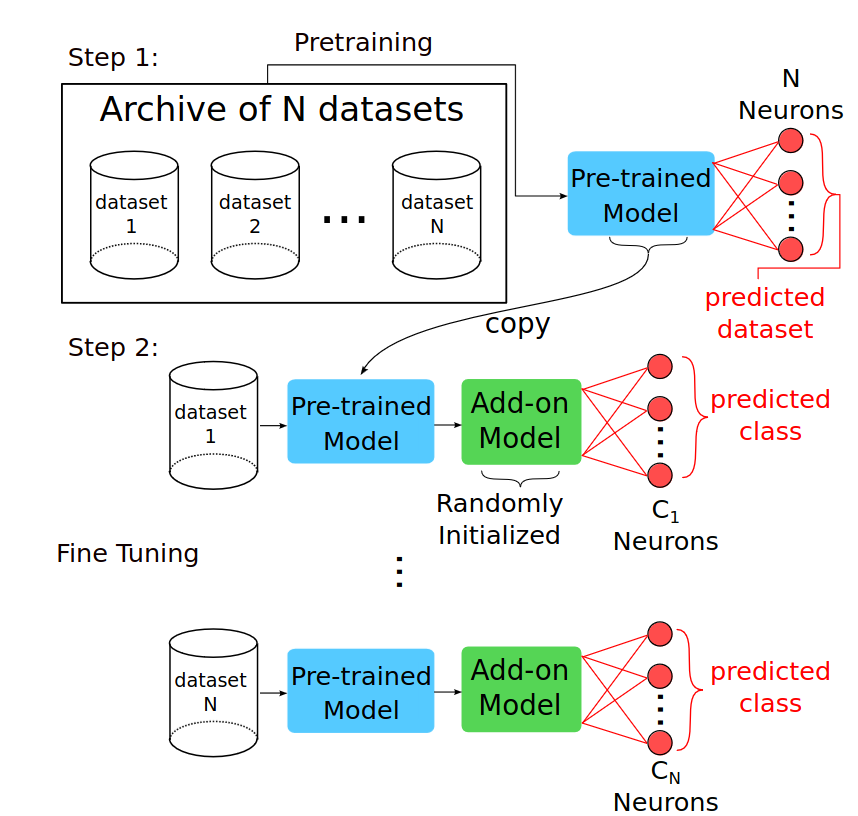 Step 1:
Pretraining
Archive of N datasets
dataset
1
dataset
2
...
dataset
N
Pre-trained
Model
N
Neurons
predicted
dataset
copy
Step 2:
dataset
1
Pre-trained
Model
Add-on
Model
Randomly
Initialized
predicted
class
C₁
Neurons
Fine Tuning
dataset
N
Pre-trained
Model
Add-on
Model
predicted
class
C_N
Neurons